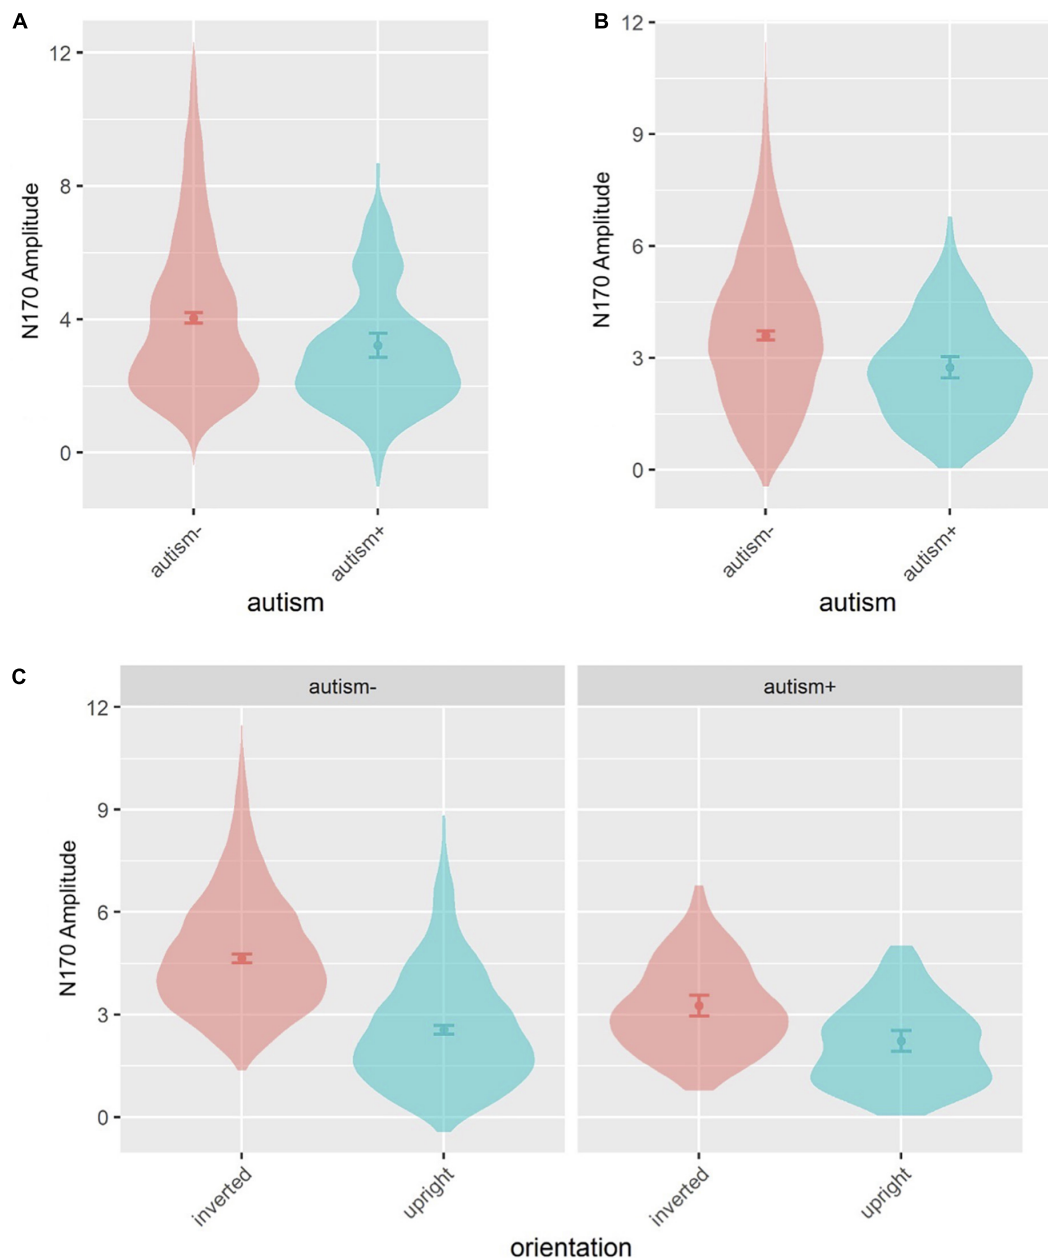 A
N170 Amplitude
12
8
4
0
autism-
autism+
autism
B
N170 Amplitude
12
9
6
3
0
autism-
autism+
autism
C
autism-
autism+
N170 Amplitude
12
9
6
3
0
inverted
upright
inverted
upright
orientation